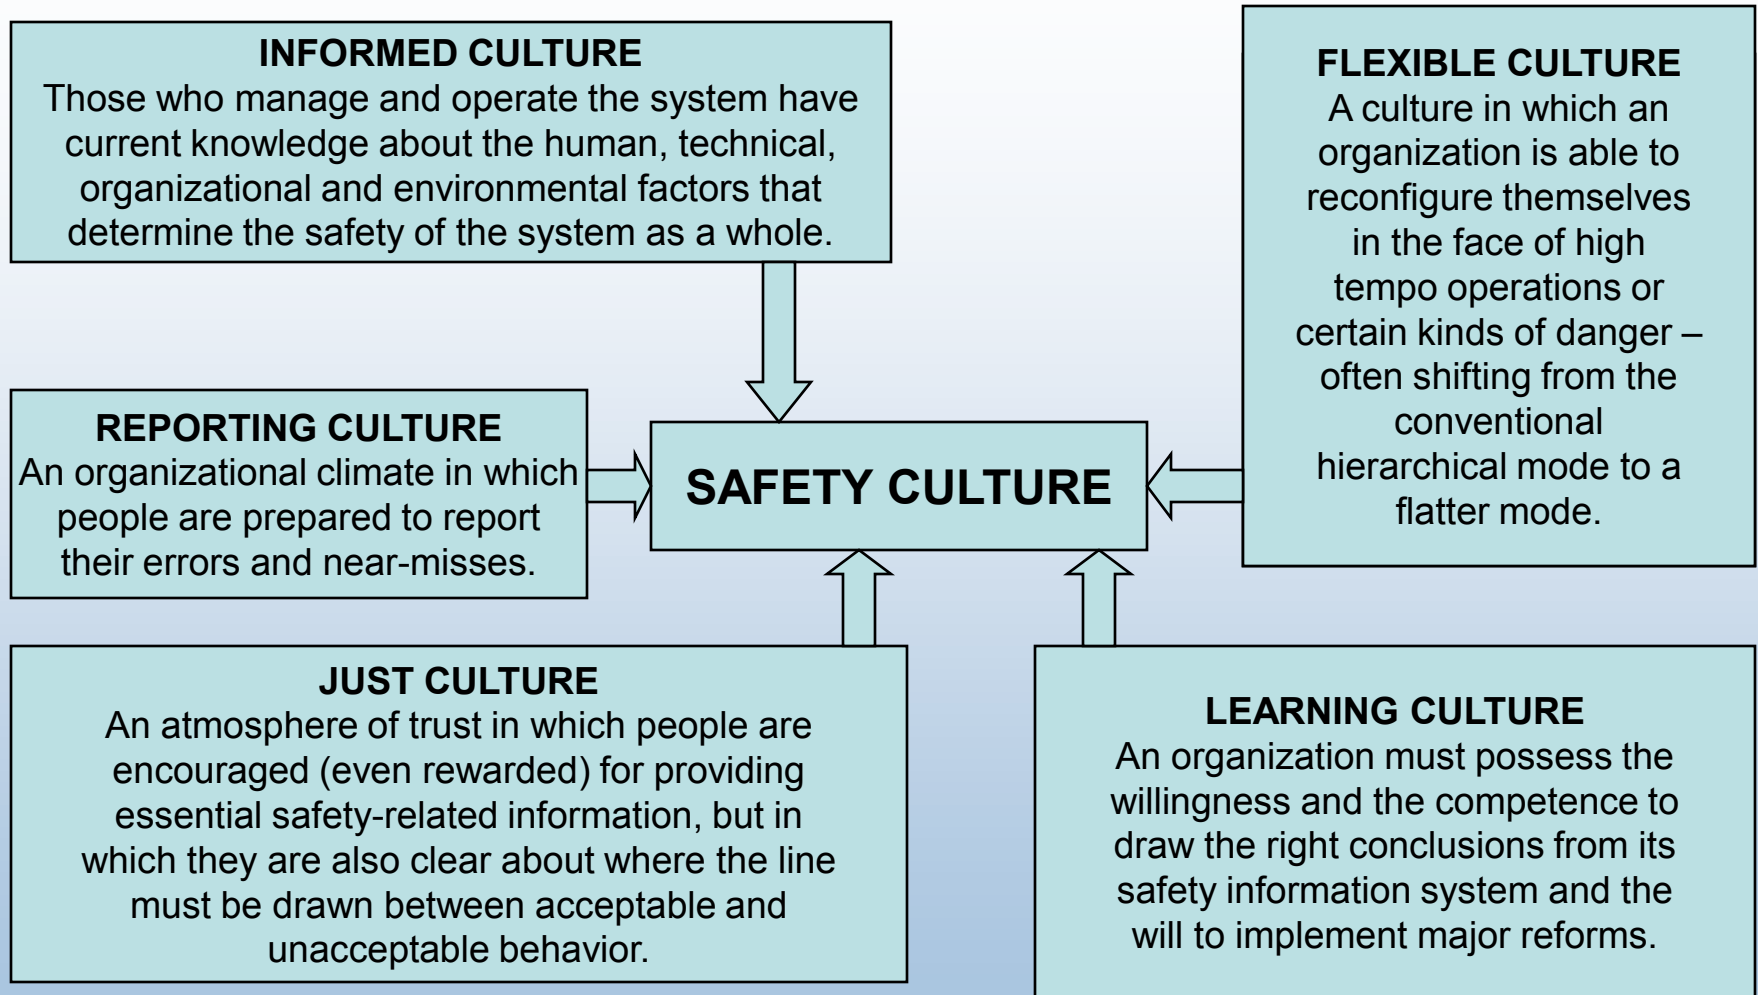 INFORMED CULTURE
Those who manage and operate the system have
current knowledge about the human, technical,
organizational and environmental factors that
determine the safety of the system as a whole.
FLEXIBLE CULTURE
A culture in which an
organization is able to
reconfigure themselves
in the face of high
tempo operations or
certain kinds of danger –
often shifting from the
conventional
hierarchical mode to a
flatter mode.
REPORTING CULTURE
An organizational climate in which
people are prepared to report
their errors and near-misses.
SAFETY CULTURE
JUST CULTURE
An atmosphere of trust in which people are
encouraged (even rewarded) for providing
essential safety-related information, but in
which they are also clear about where the line
must be drawn between acceptable and
unacceptable behavior.
LEARNING CULTURE
An organization must possess the
willingness and the competence to
draw the right conclusions from its
safety information system and the
will to implement major reforms.